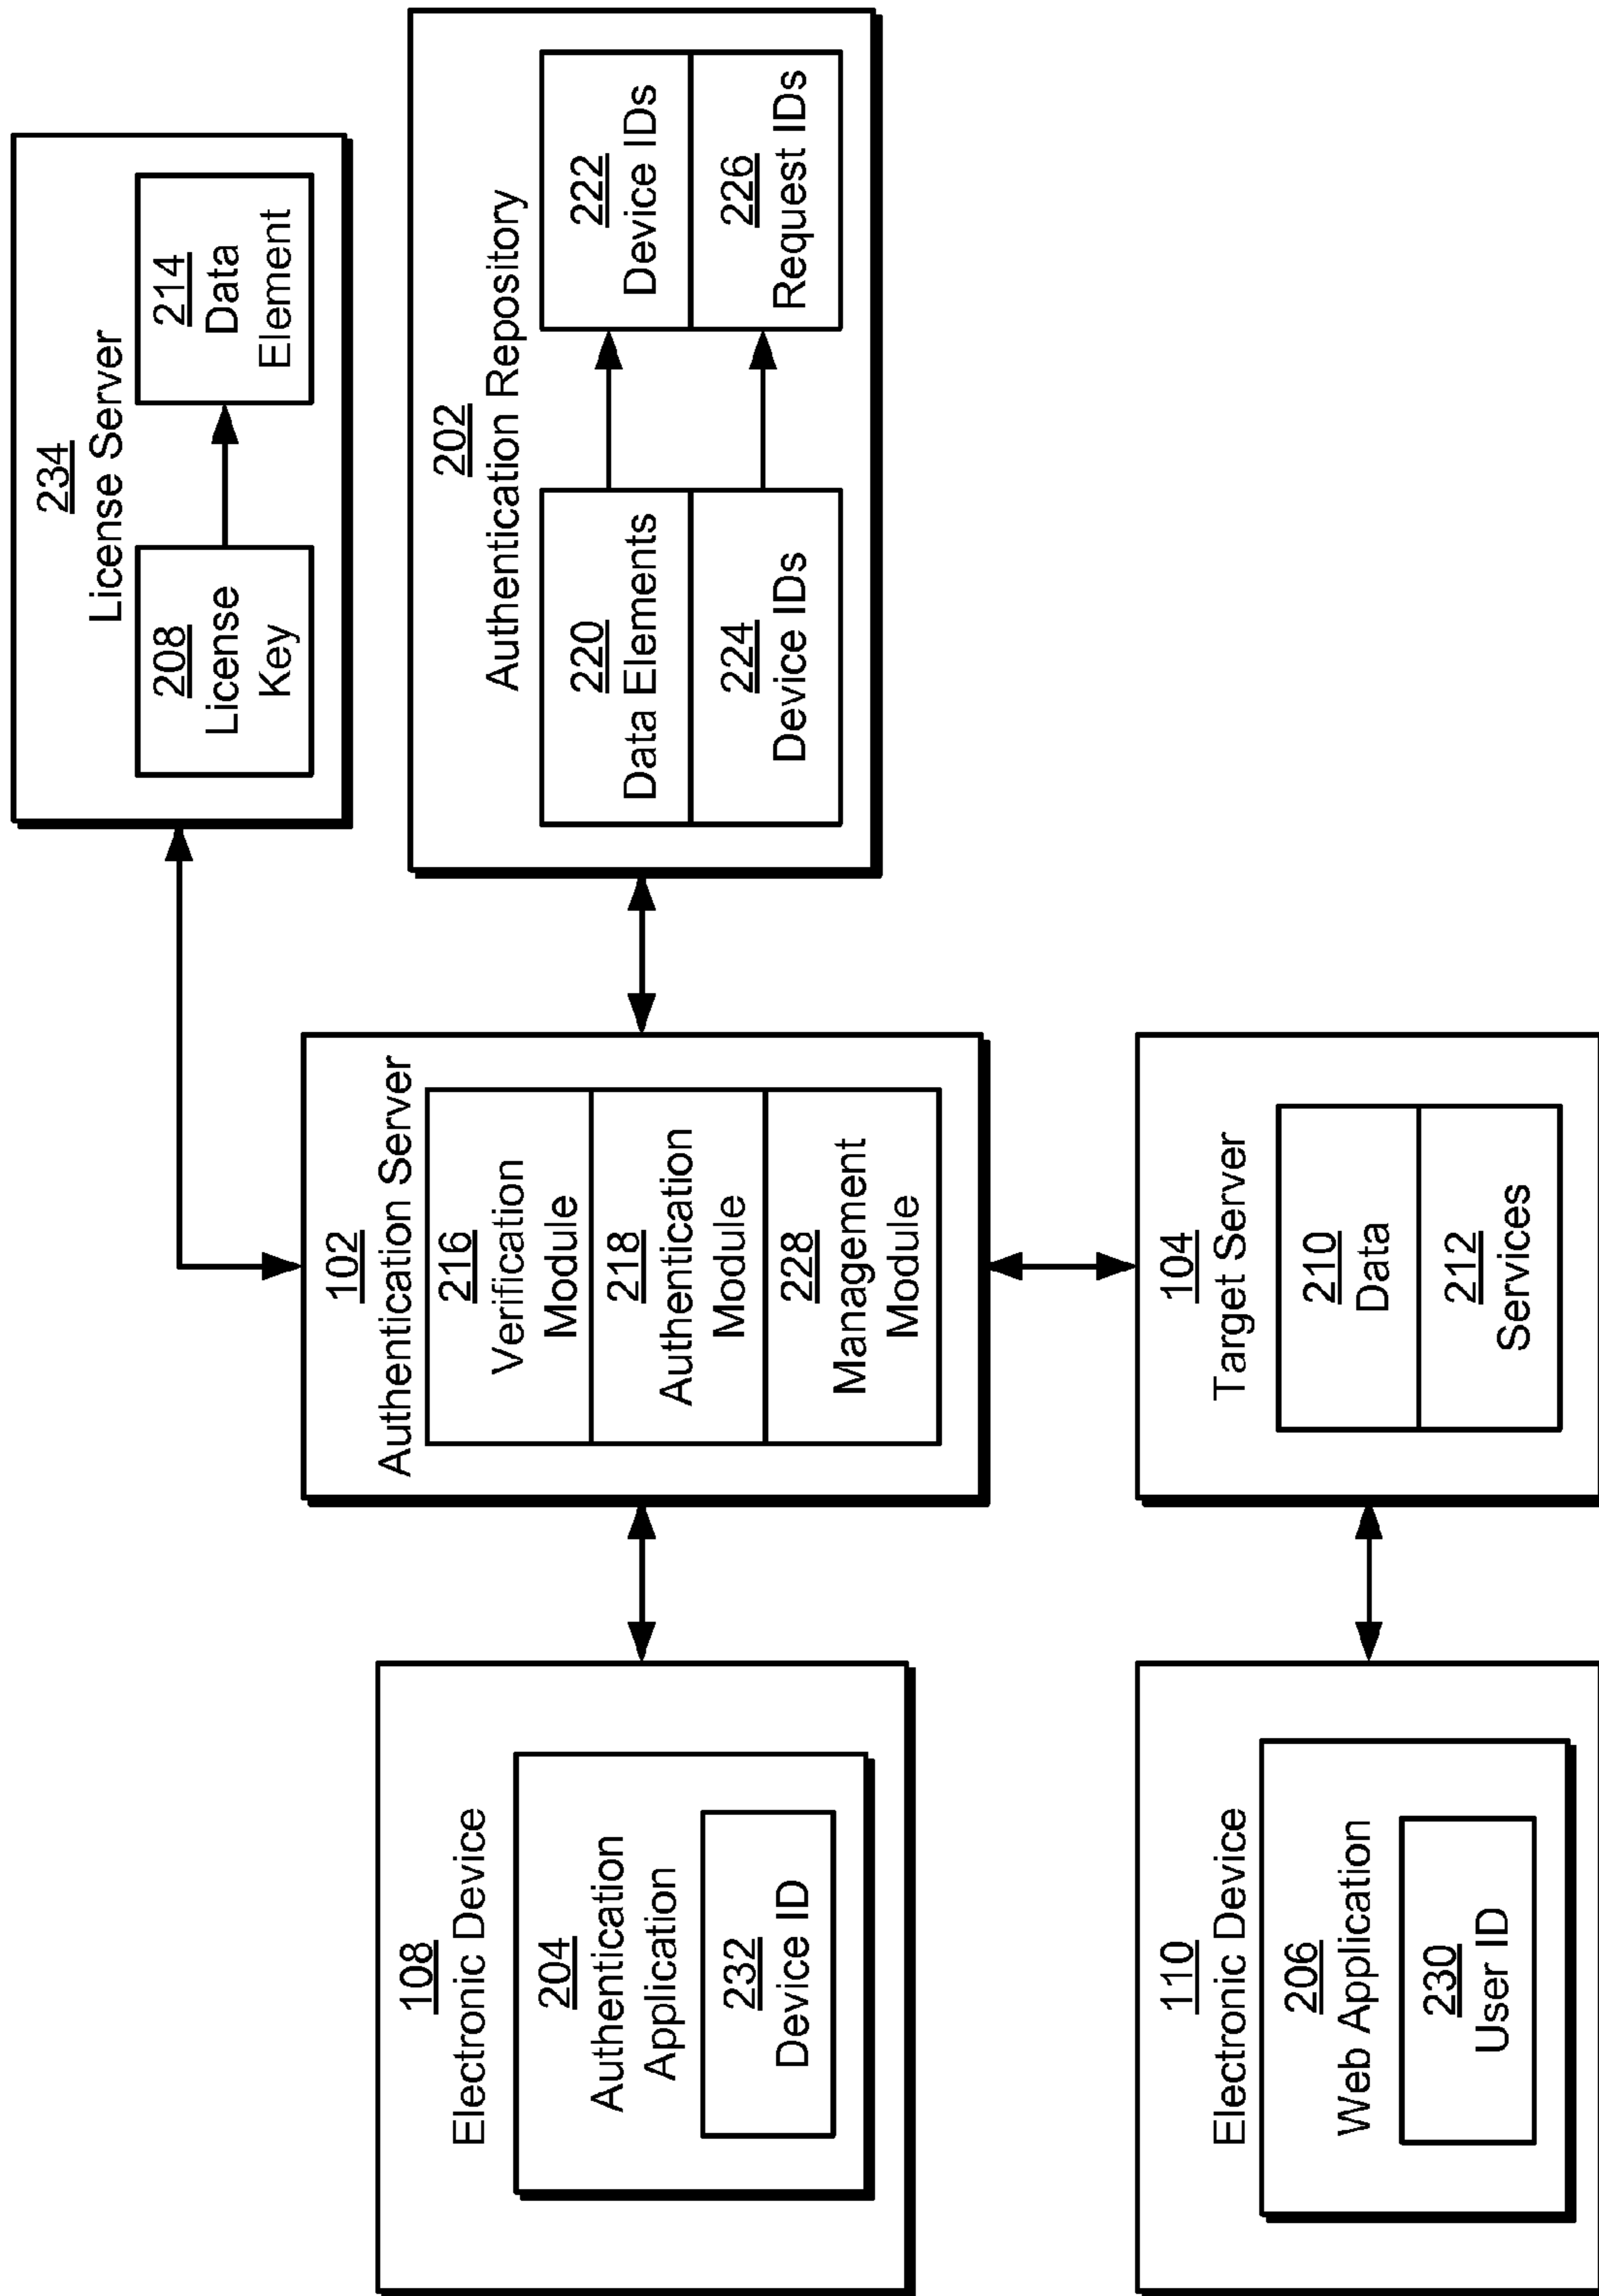 234
License Server
208
License
Key
214
Data
Element
108
Electronic Device
204
Authentication
Application
232
Device ID
102
Authentication Server
216
Verification
Module
218
Authentication
Module
228
Management
Module
202
Authentication Repository
220
Data Elements
224
Device IDs
222
Device IDs
226
Request IDs
110
Electronic Device
206
Web Application
230
User ID
104
Target Server
210
Data
212
Services